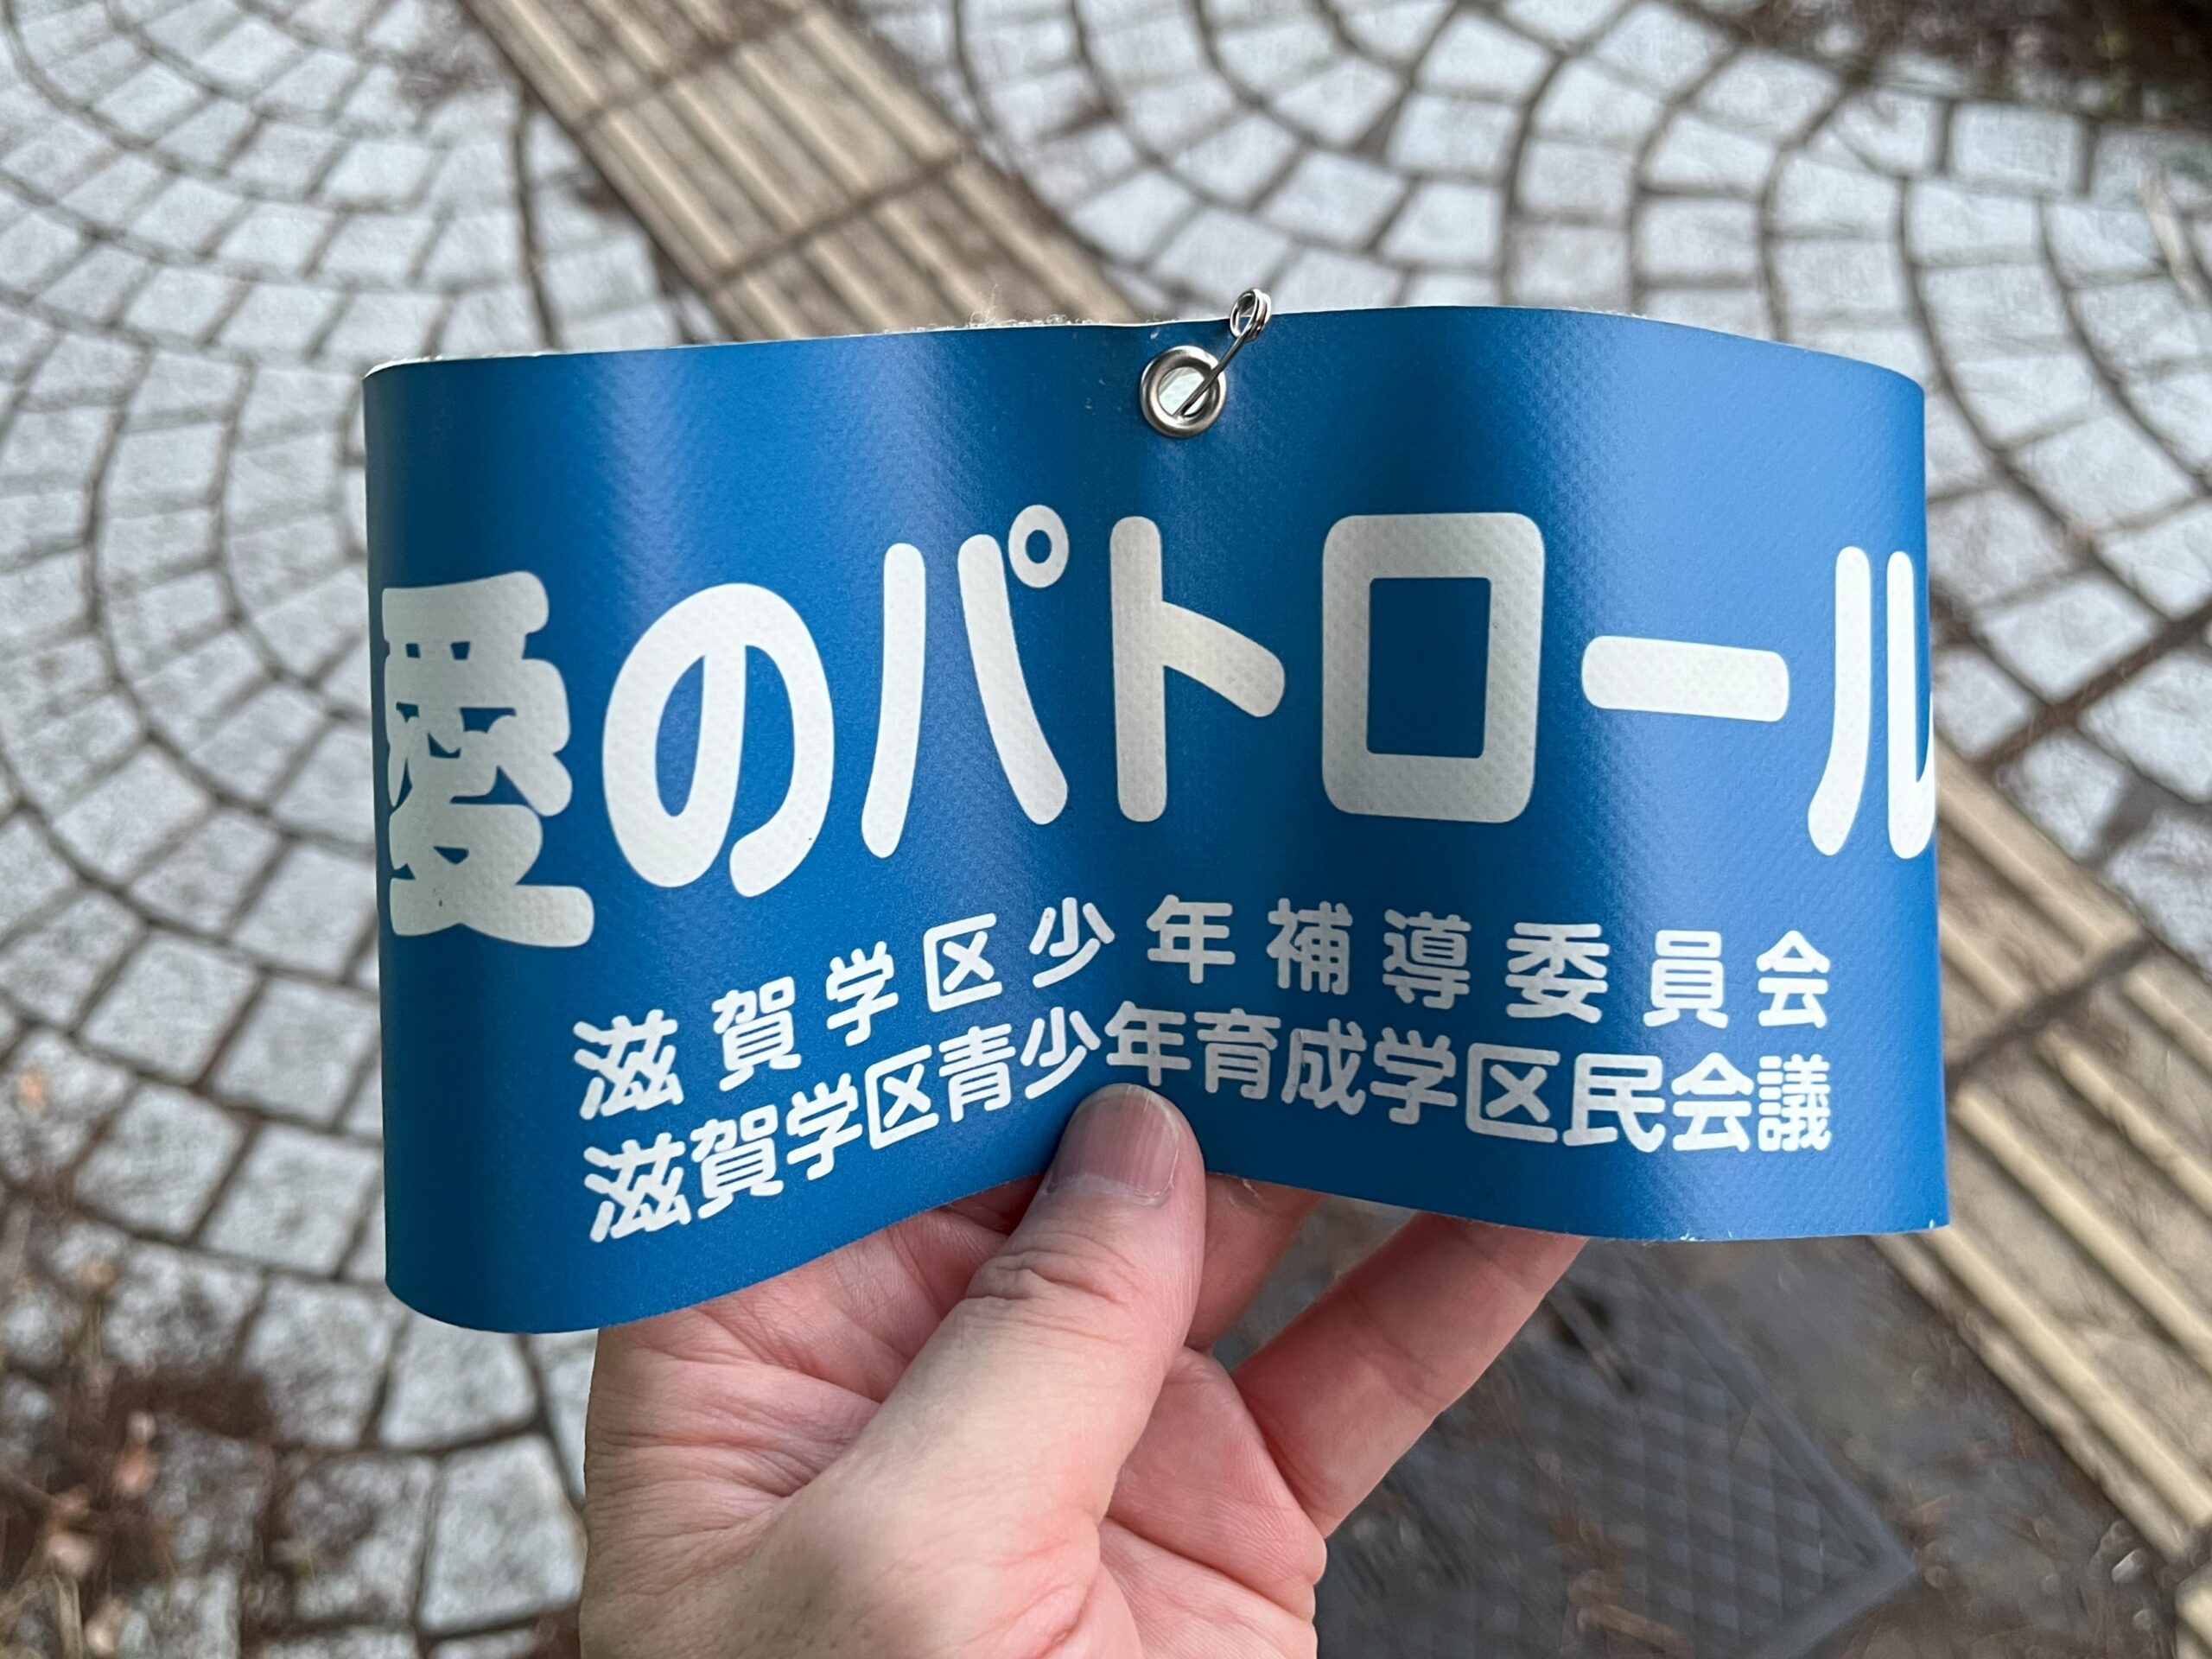 愛のパトロール
滋賀学区少年補導委員会
滋賀学区青少年育成学区民会議